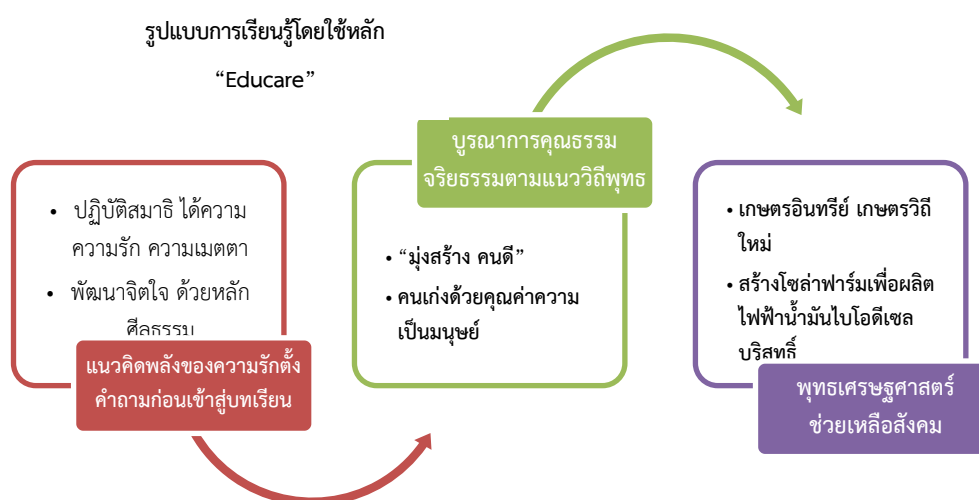 รูปแบบการเรียนรู้โดยใช้หลัก
“Educare”
• ปฏิบัติสมาธิ ได้ความ
ความรัก ความเมตตา
• พัฒนาจิตใจ ด้วยหลัก
ศีลธรรม
แนวคิดพลังของความรักตั้ง
คำถามก่อนเข้าสู่บทเรียน
บูรณาการคุณธรรม
จริยธรรมตามแนววิถีพุทธ
• “มุ่งสร้าง คนดี”
• คนเก่งด้วยคุณค่าความ
เป็นมนุษย์
• เกษตรอินทรีย์ เกษตรวิถี
ใหม่
• สร้างโซล่าฟาร์มเพื่อผลิต
ไฟฟ้าน้ำมันไบโอดีเซล
บริสุทธิ์
พุทธเศรษฐศาสตร์
ช่วยเหลือสังคม